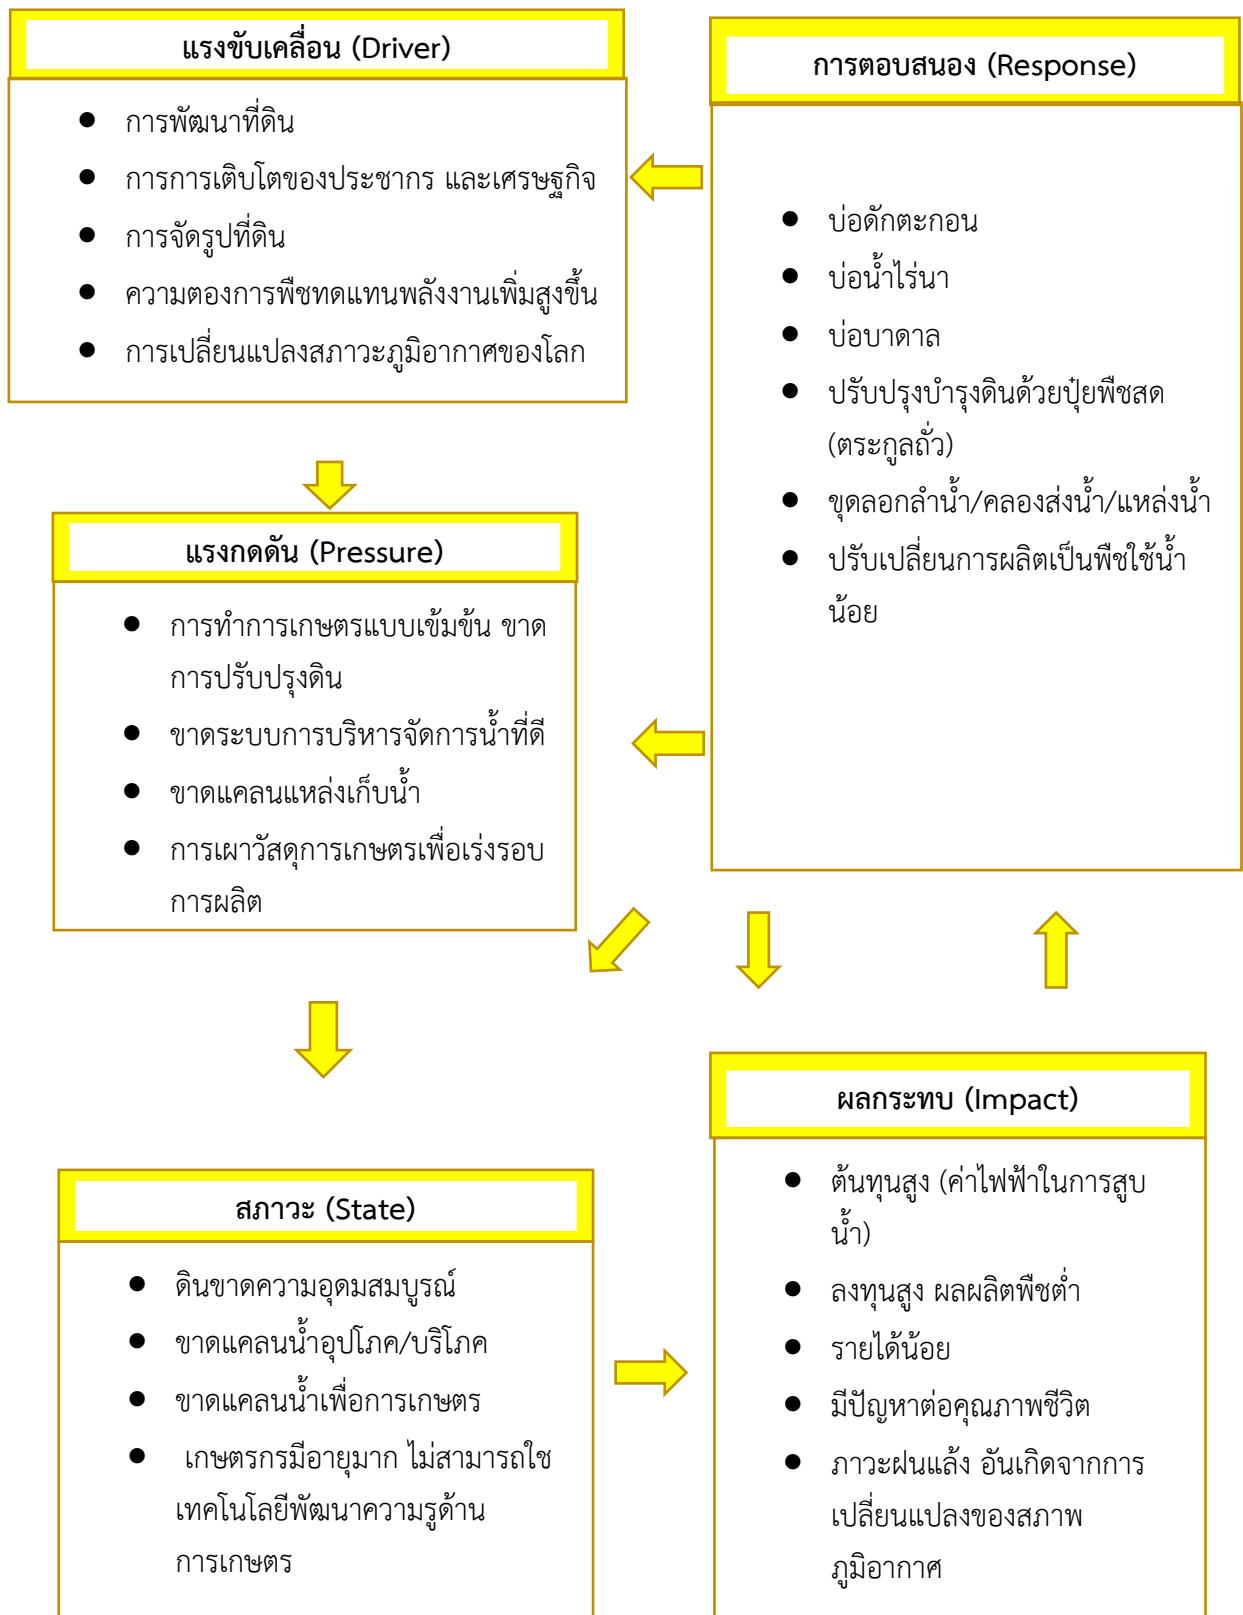 แรงขับเคลื่อน (Driver)
● การพัฒนาที่ดิน
● การการเติบโตของประชากร และเศรษฐกิจ
● การจัดรูปที่ดิน
● ความตองการพืชทดแทนพลังงานเพิ่มสูงขึ้น
● การเปลี่ยนแปลงสภาวะภูมิอากาศของโลก
การตอบสนอง (Response)
● บ่อดักตะกอน
● บ่อน้ำไร่นา
● บ่อบาดาล
● ปรับปรุงบำรุงดินด้วยปุ๋ยพืชสด
(ตระกูลถั่ว)
● ขุดลอกลำน้ำ/คลองส่งน้ำ/แหล่งน้ำ
● ปรับเปลี่ยนการผลิตเป็นพืชใช้น้ำ
น้อย
แรงกดดัน (Pressure)
● การทำการเกษตรแบบเข้มข้น ขาด
การปรับปรุงดิน
● ขาดระบบการบริหารจัดการน้ำที่ดี
● ขาดแคลนแหล่งเก็บน้ำ
● การเผาวัสดุการเกษตรเพื่อเร่งรอบ
การผลิต
สภาวะ (State)
● ดินขาดความอุดมสมบูรณ์
● ขาดแคลนน้ำอุปโภค/บริโภค
● ขาดแคลนน้ำเพื่อการเกษตร
● เกษตรกรมีอายุมาก ไม่สามารถใช
เทคโนโลยีพัฒนาความรูด้าน
การเกษตร
ผลกระทบ (Impact)
● ต้นทุนสูง (ค่าไฟฟ้าในการสูบ
น้ำ)
● ลงทุนสูง ผลผลิตพืชต่ำ
● รายได้น้อย
● มีปัญหาต่อคุณภาพชีวิต
● ภาวะฝนแล้ง อันเกิดจากการ
เปลี่ยนแปลงของสภาพ
ภูมิอากาศ